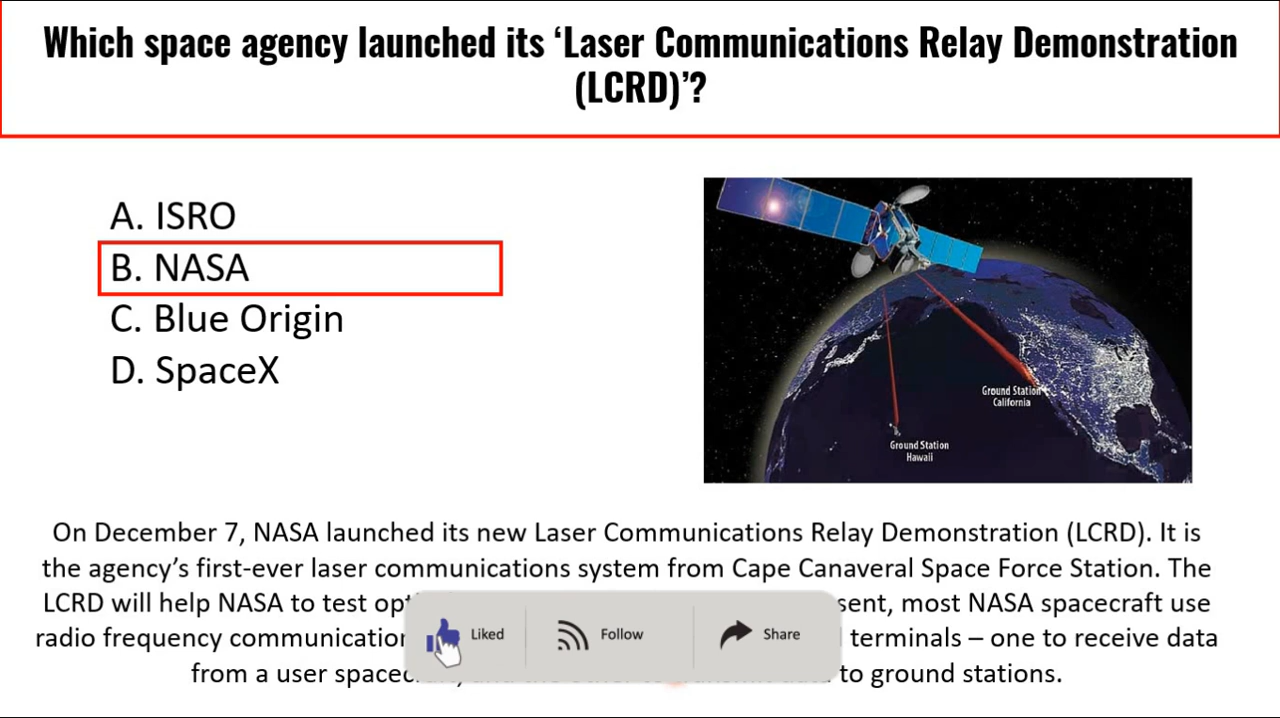 Which space agency launched its ‘Laser Communications Relay Demonstration
(LCRD)’?
A. ISRO
B. NASA
C. Blue Origin
D. SpaceX
Ground Station
California
Ground Station
Hawaii
On December 7, NASA launched its new Laser Communications Relay Demonstration (LCRD). It is
the agency’s first-ever laser communications system from Cape Canaveral Space Force Station. The
LCRD will help NASA to test sent, most NASA spacecraft use
radio frequency terminals – one to receive data
from a user to ground stations.
Liked
Follow
Share